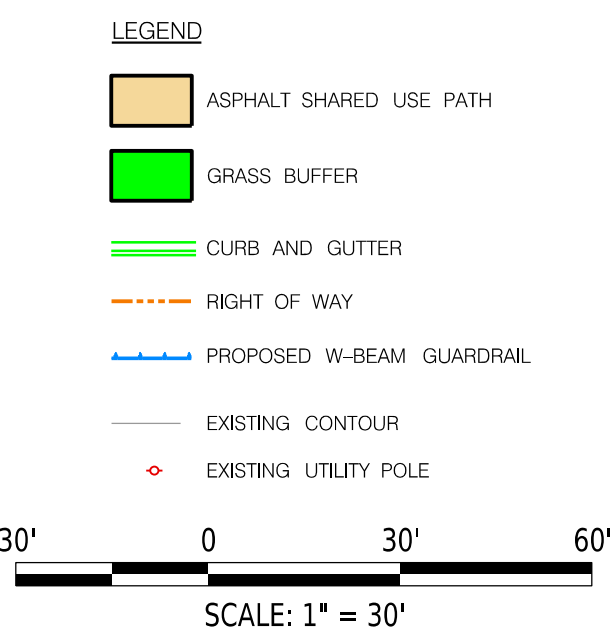 LEGEND
ASPHALT SHARED USE PATH
GRASS BUFFER
CURB AND GUTTER
RIGHT OF WAY
PROPOSED W-BEAM GUARDRAIL
EXISTING CONTOUR
EXISTING UTILITY POLE
30' 0 30' 60'
SCALE: 1" = 30'